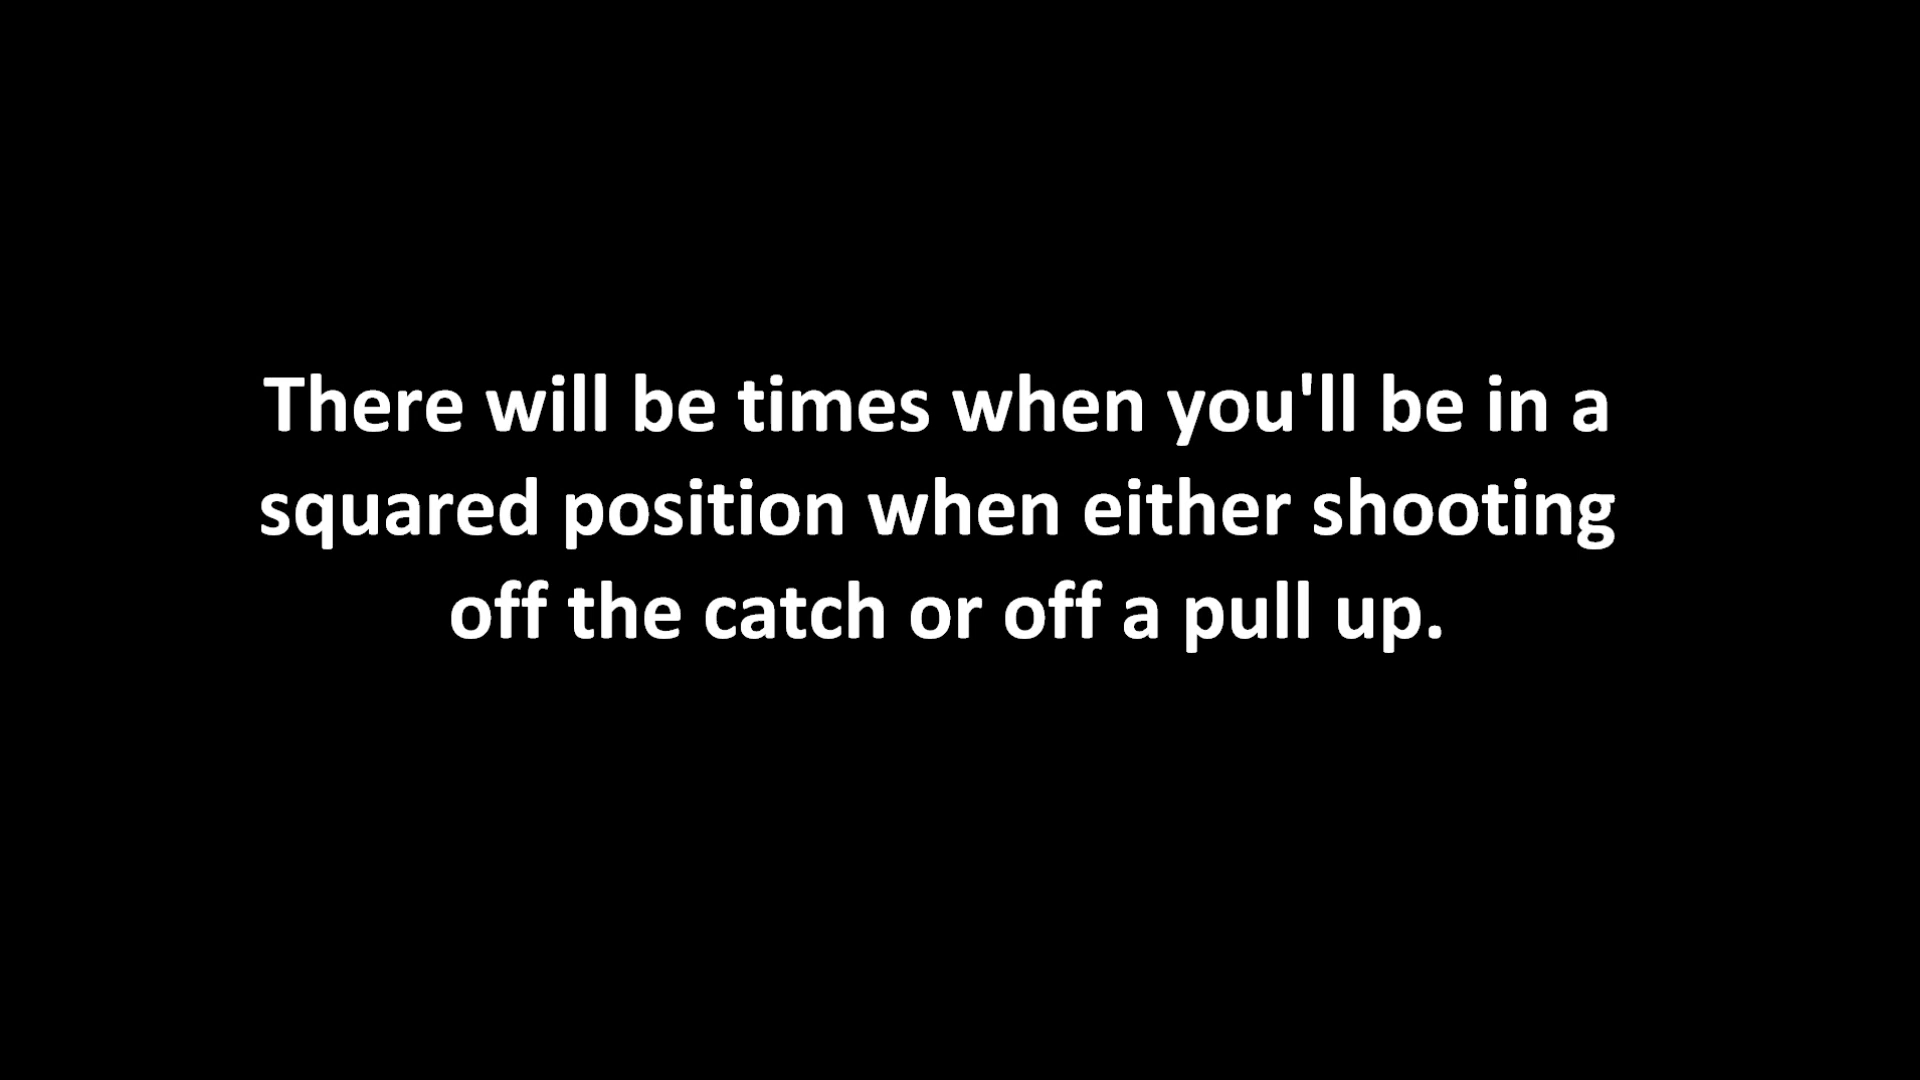 There will be times when you'll be in a
squared position when either shooting
off the catch or off a pull up.